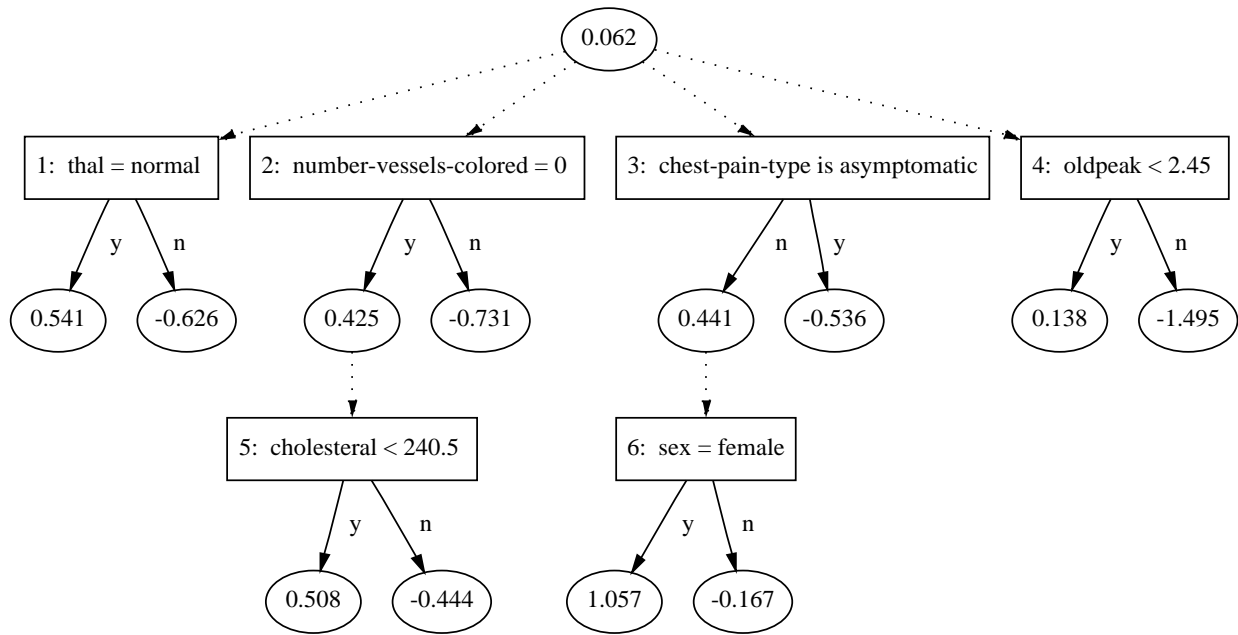 0.062
1: thal = normal
2: number-vessels-colored = 0
3: chest-pain-type is asymptomatic
4: oldpeak < 2.45
y
n
y
n
n
y
y
n
0.541
-0.626
0.425
-0.731
0.441
-0.536
0.138
-1.495
5: cholesteral < 240.5
6: sex = female
y
n
y
n
0.508
-0.444
1.057
-0.167